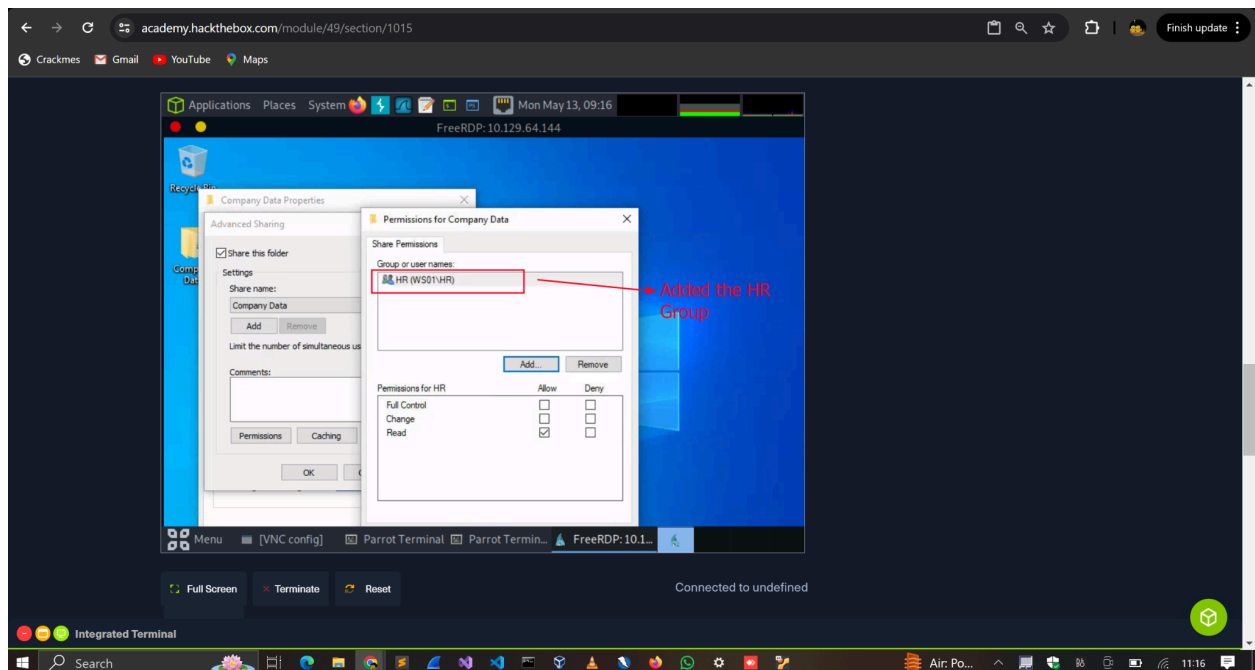 academy.hackthebox.com/module/49/section/1015
Finish update
Crackmes Gmail YouTube Maps
Applications Places System Mon May 13, 09:16
FreeRDP: 10.129.64.144
Company Data Properties
Advanced Sharing
Share this folder
Settings
Share name:
Company Data
Add Remove
Limit the number of simultaneous us
Comments:
Permissions Caching
OK
Permissions for Company Data
Share Permissions
Group or user names:
HR (WS01\HR)
Added the HR
Group
Add... Remove
Permissions for HR Allow Deny
Full Control
Change
Read
Menu [VNC config] Parrot Terminal Parrot Termin... FreeRDP: 10.1...
Full Screen Terminate Reset Connected to undefined
Integrated Terminal
Search Air: Po... 11:16